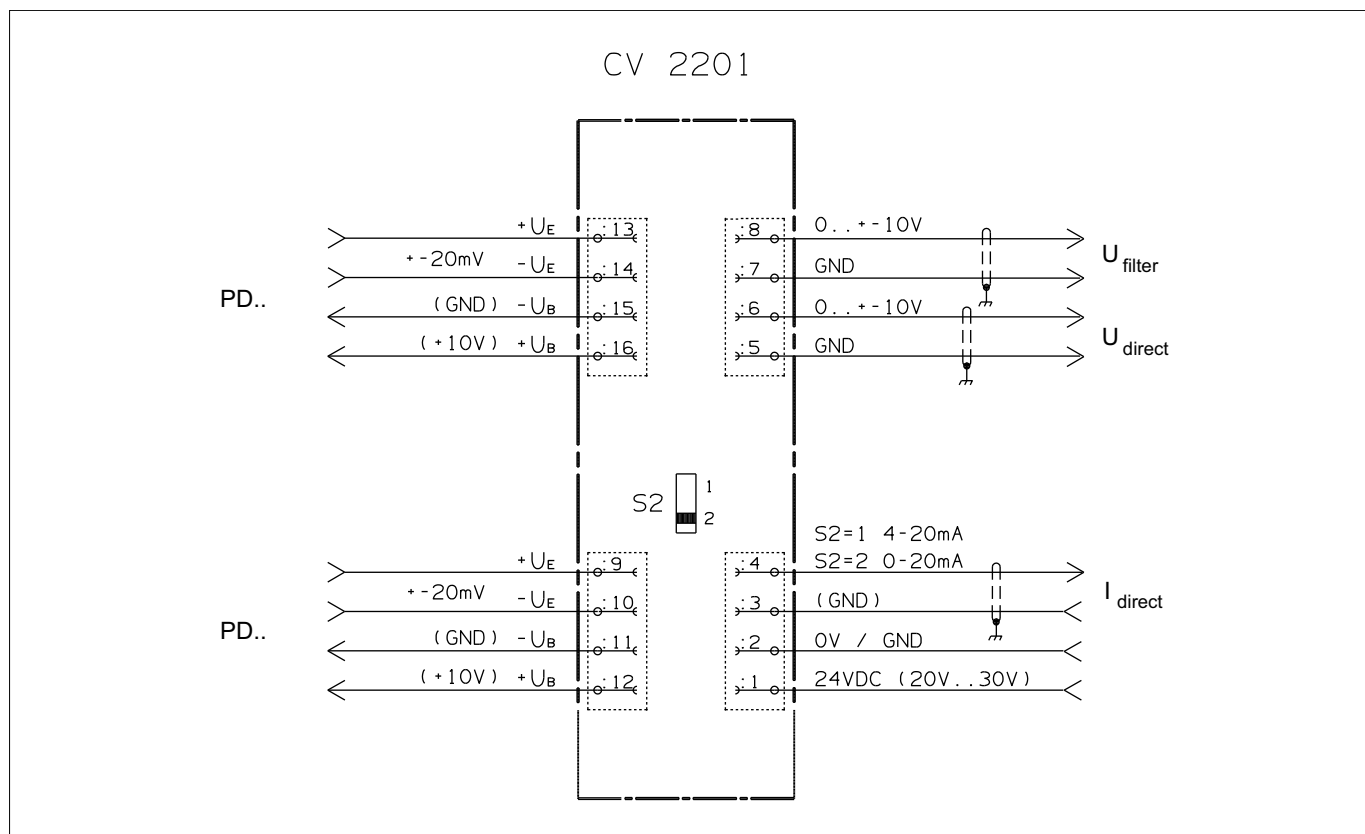 CV 2201
+UE :13
+-20mV -UE :14
PD..
(GND) -UB :15
(+10V) +UB :16
:8 0..+-10V
:7 GND
U filter
:6 0..+-10V
:5 GND
U direct
S2
1
2
+UE :9
+-20mV -UE :10
PD..
(GND) -UB :11
(+10V) +UB :12
S2=1 4-20mA
S2=2 0-20mA
:4
:3 (GND)
I direct
:2 0V / GND
:1 24VDC (20V..30V)